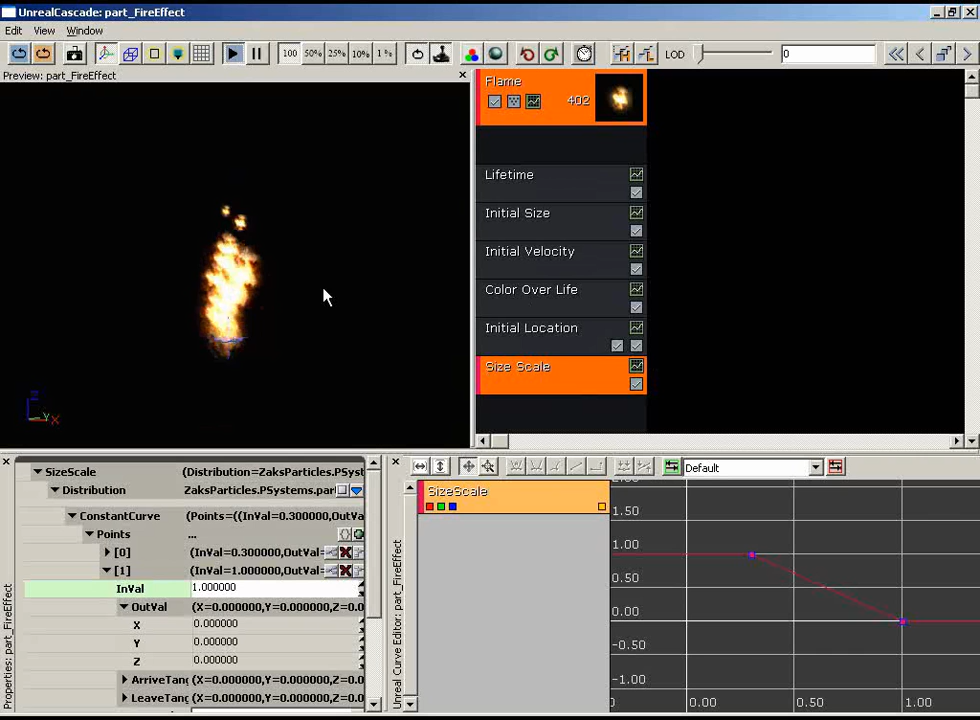 UnrealCascade: part_FireEffect
Edit View Window
100 50% 25% 10% 1% LOD 0
Preview: part_FireEffect
Flame
402
Lifetime
Initial Size
Initial Velocity
Color Over Life
Initial Location
Size Scale
Z
Y X
SizeScale (Distribution=ZaksParticles.PSyst
Distribution ZaksParticles.PSystems.par
ConstantCurve (Points=((InVal=0.300000,OutVal
Points ...
[0] (InVal=0.300000,OutVal=
[1] (InVal=1.000000,OutVal=
InVal 1.000000
OutVal (X=0.000000,Y=0.000000,Z=0.0
X 0.000000
Y 0.000000
Z 0.000000
ArriveTang (X=0.000000,Y=0.000000,Z=0.0
LeaveTang (X=0.000000,Y=0.000000,Z=0.0
Properties: part_FireEffect
Unreal Curve Editor: part_FireEffect
Default
SizeScale
2.00
1.50
1.00
0.50
0.00
-0.50
-1.00
0.00 0.50 1.00